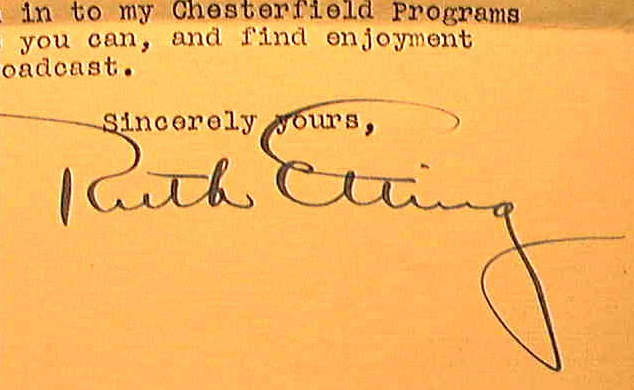 in to my Chesterfield Programs
you can, and find enjoyment
oadcast.
Sincerely yours,
Ruth Etting